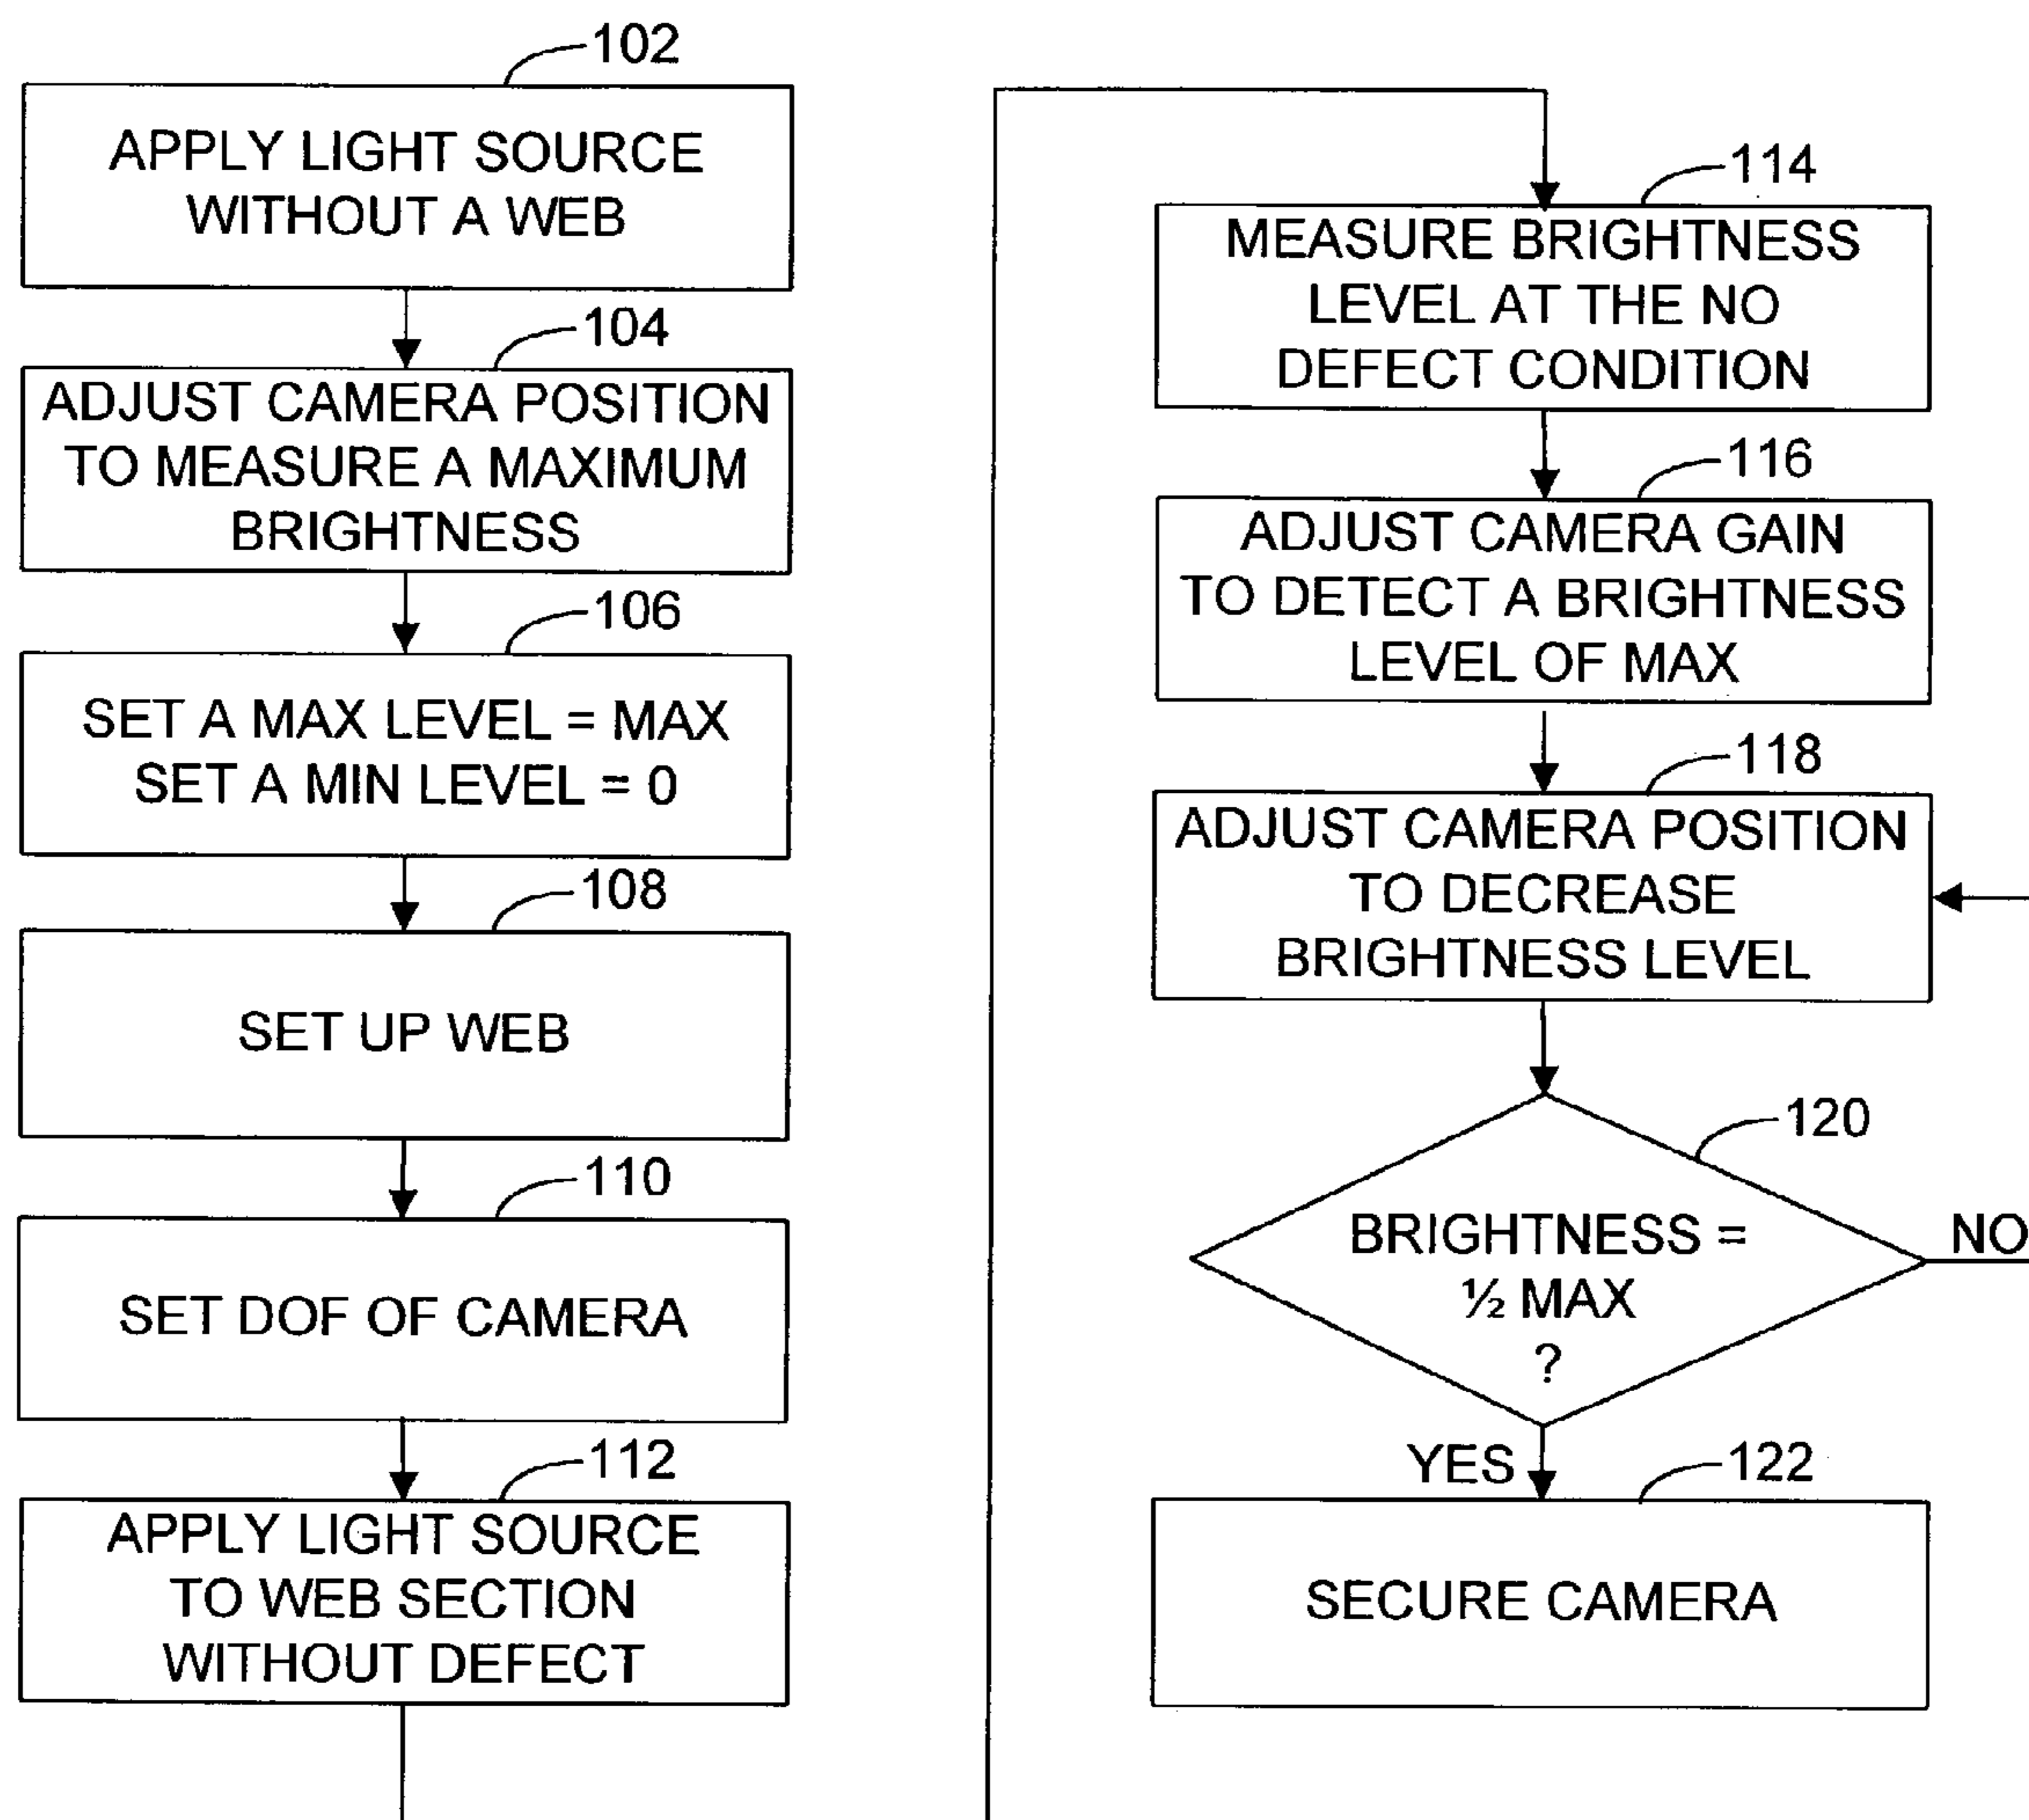 102
APPLY LIGHT SOURCE
WITHOUT A WEB
104
ADJUST CAMERA POSITION
TO MEASURE A MAXIMUM
BRIGHTNESS
106
SET A MAX LEVEL = MAX
SET A MIN LEVEL = 0
108
SET UP WEB
110
SET DOF OF CAMERA
112
APPLY LIGHT SOURCE
TO WEB SECTION
WITHOUT DEFECT
114
MEASURE BRIGHTNESS
LEVEL AT THE NO
DEFECT CONDITION
116
ADJUST CAMERA GAIN
TO DETECT A BRIGHTNESS
LEVEL OF MAX
118
ADJUST CAMERA POSITION
TO DECREASE
BRIGHTNESS LEVEL
120
BRIGHTNESS =
½ MAX
?
NO
YES
122
SECURE CAMERA